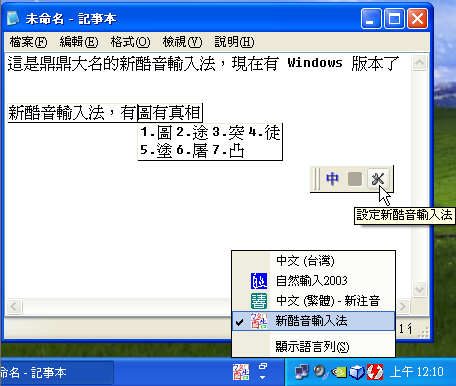 未命名 - 記事本
檔案(F) 編輯(E) 格式(O) 檢視(V) 說明(H)
這是鼎鼎大名的新酷音輸入法，現在有 Windows 版本了
新酷音輸入法，有圖有真相
1.圖 2.途 3.突 4.徒
5.塗 6.屠 7.凸
中
設定新酷音輸入法
中文 (台灣)
自然輸入2003
中文 (繁體) - 新注音
新酷音輸入法
顯示語言列(S)
命名 - 記事本
上午 12:10